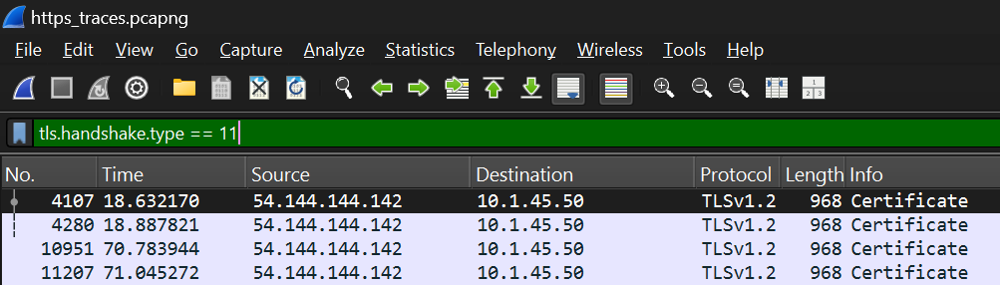 https_traces.pcapng
File Edit View Go Capture Analyze Statistics Telephony Wireless Tools Help
tls.handshake.type == 11
No. Time Source Destination Protocol Length Info
4107 18.632170 54.144.144.142 10.1.45.50 TLSv1.2 968 Certificate
4280 18.887821 54.144.144.142 10.1.45.50 TLSv1.2 968 Certificate
10951 70.783944 54.144.144.142 10.1.45.50 TLSv1.2 968 Certificate
11207 71.045272 54.144.144.142 10.1.45.50 TLSv1.2 968 Certificate